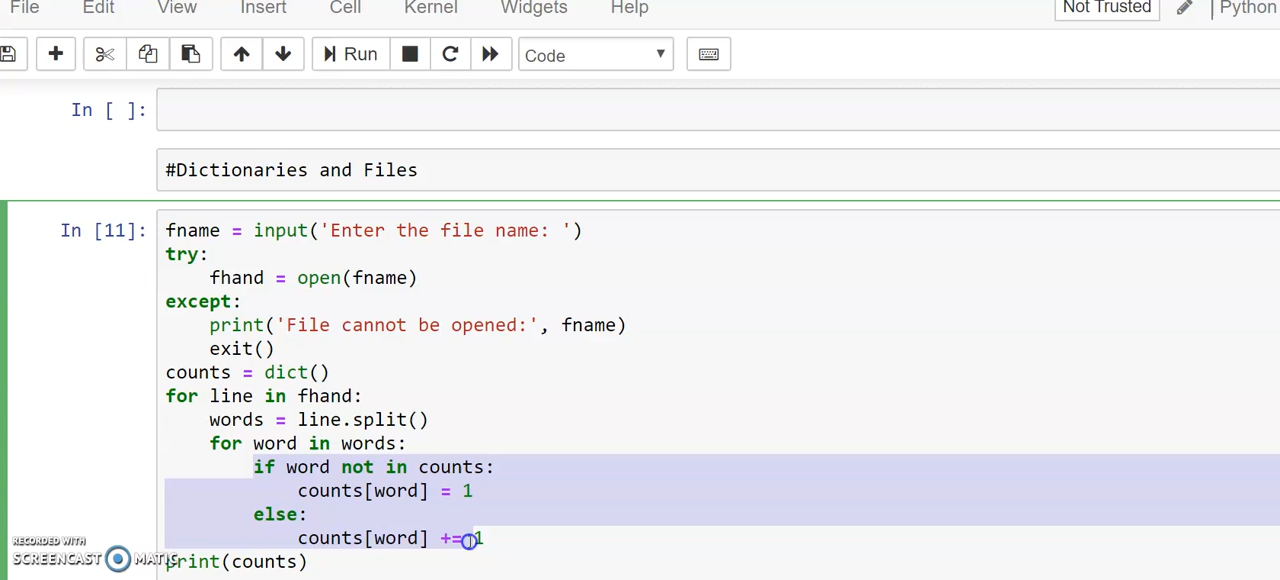 File Edit View Insert Cell Kernel Widgets Help Not Trusted Python
Run Code
In [ ]:
#Dictionaries and Files
In [11]: fname = input('Enter the file name: ')
try:
    fhand = open(fname)
except:
    print('File cannot be opened:', fname)
    exit()
counts = dict()
for line in fhand:
    words = line.split()
    for word in words:
        if word not in counts:
            counts[word] = 1
        else:
            counts[word] += 1
print(counts)
RECORDED WITH
SCREENCAST MATIC